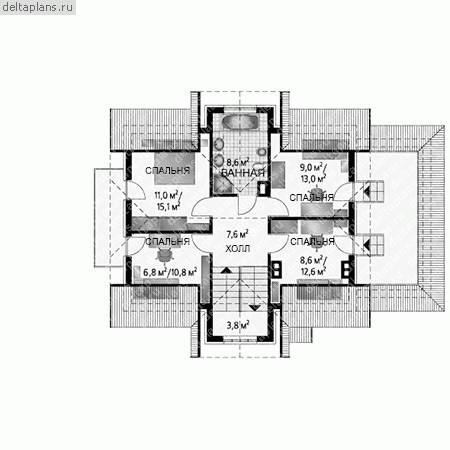 deltaplans.ru
8,6 м²
ВАННАЯ
СПАЛЬНЯ
11,0 м²/
15,1 м²
9,0 м²/
13,0 м²
СПАЛЬНЯ
7,6 м²
ХОЛЛ
СПАЛЬНЯ
6,8 м²/10,8 м²
СПАЛЬНЯ
8,6 м²/
12,6 м²
3,8 м²